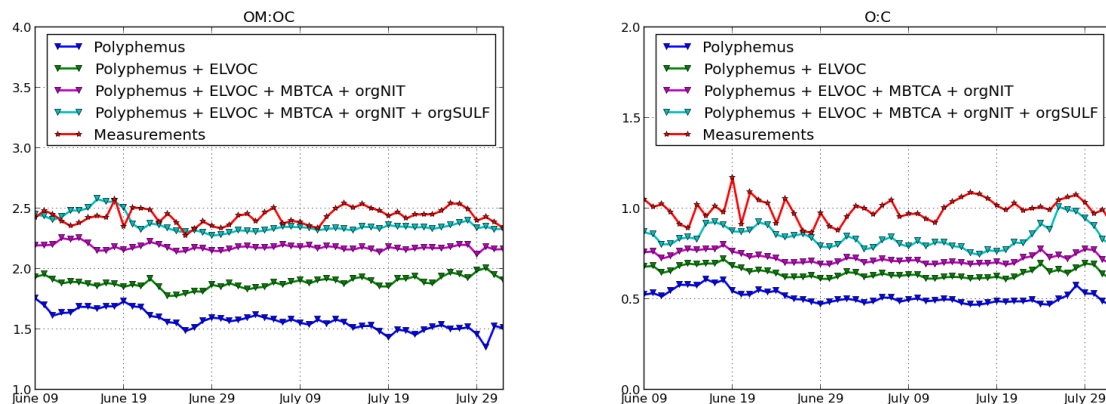 OM:OC
4.0
3.5
3.0
2.5
2.0
1.5
1.0
Polyphemus
Polyphemus + ELVOC
Polyphemus + ELVOC + MBTCA + orgNIT
Polyphemus + ELVOC + MBTCA + orgNIT + orgSULF
Measurements
June 09
June 19
June 29
July 09
July 19
July 29
O:C
2.0
1.5
1.0
0.5
0.0
Polyphemus
Polyphemus + ELVOC
Polyphemus + ELVOC + MBTCA + orgNIT
Polyphemus + ELVOC + MBTCA + orgNIT + orgSULF
Measurements
June 09
June 19
June 29
July 09
July 19
July 29